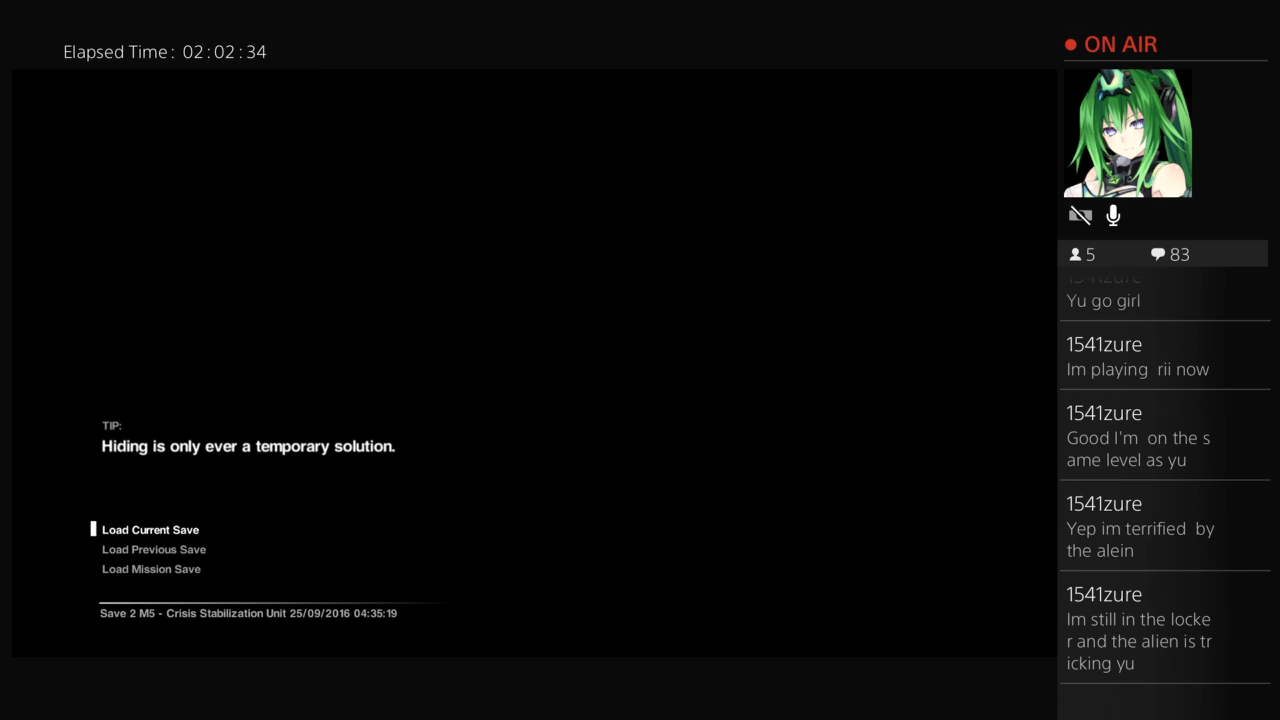 Elapsed Time: 02:02:34
ON AIR
5
83
1541zure
Yu go girl
1541zure
Im playing rii now
1541zure
Good I'm on the s
ame level as yu
1541zure
Yep im terrified by
the alein
1541zure
Im still in the locke
r and the alien is tr
icking yu
TIP:
Hiding is only ever a temporary solution.
Load Current Save
Load Previous Save
Load Mission Save
Save 2 M5 - Crisis Stabilization Unit 25/09/2016 04:35:19